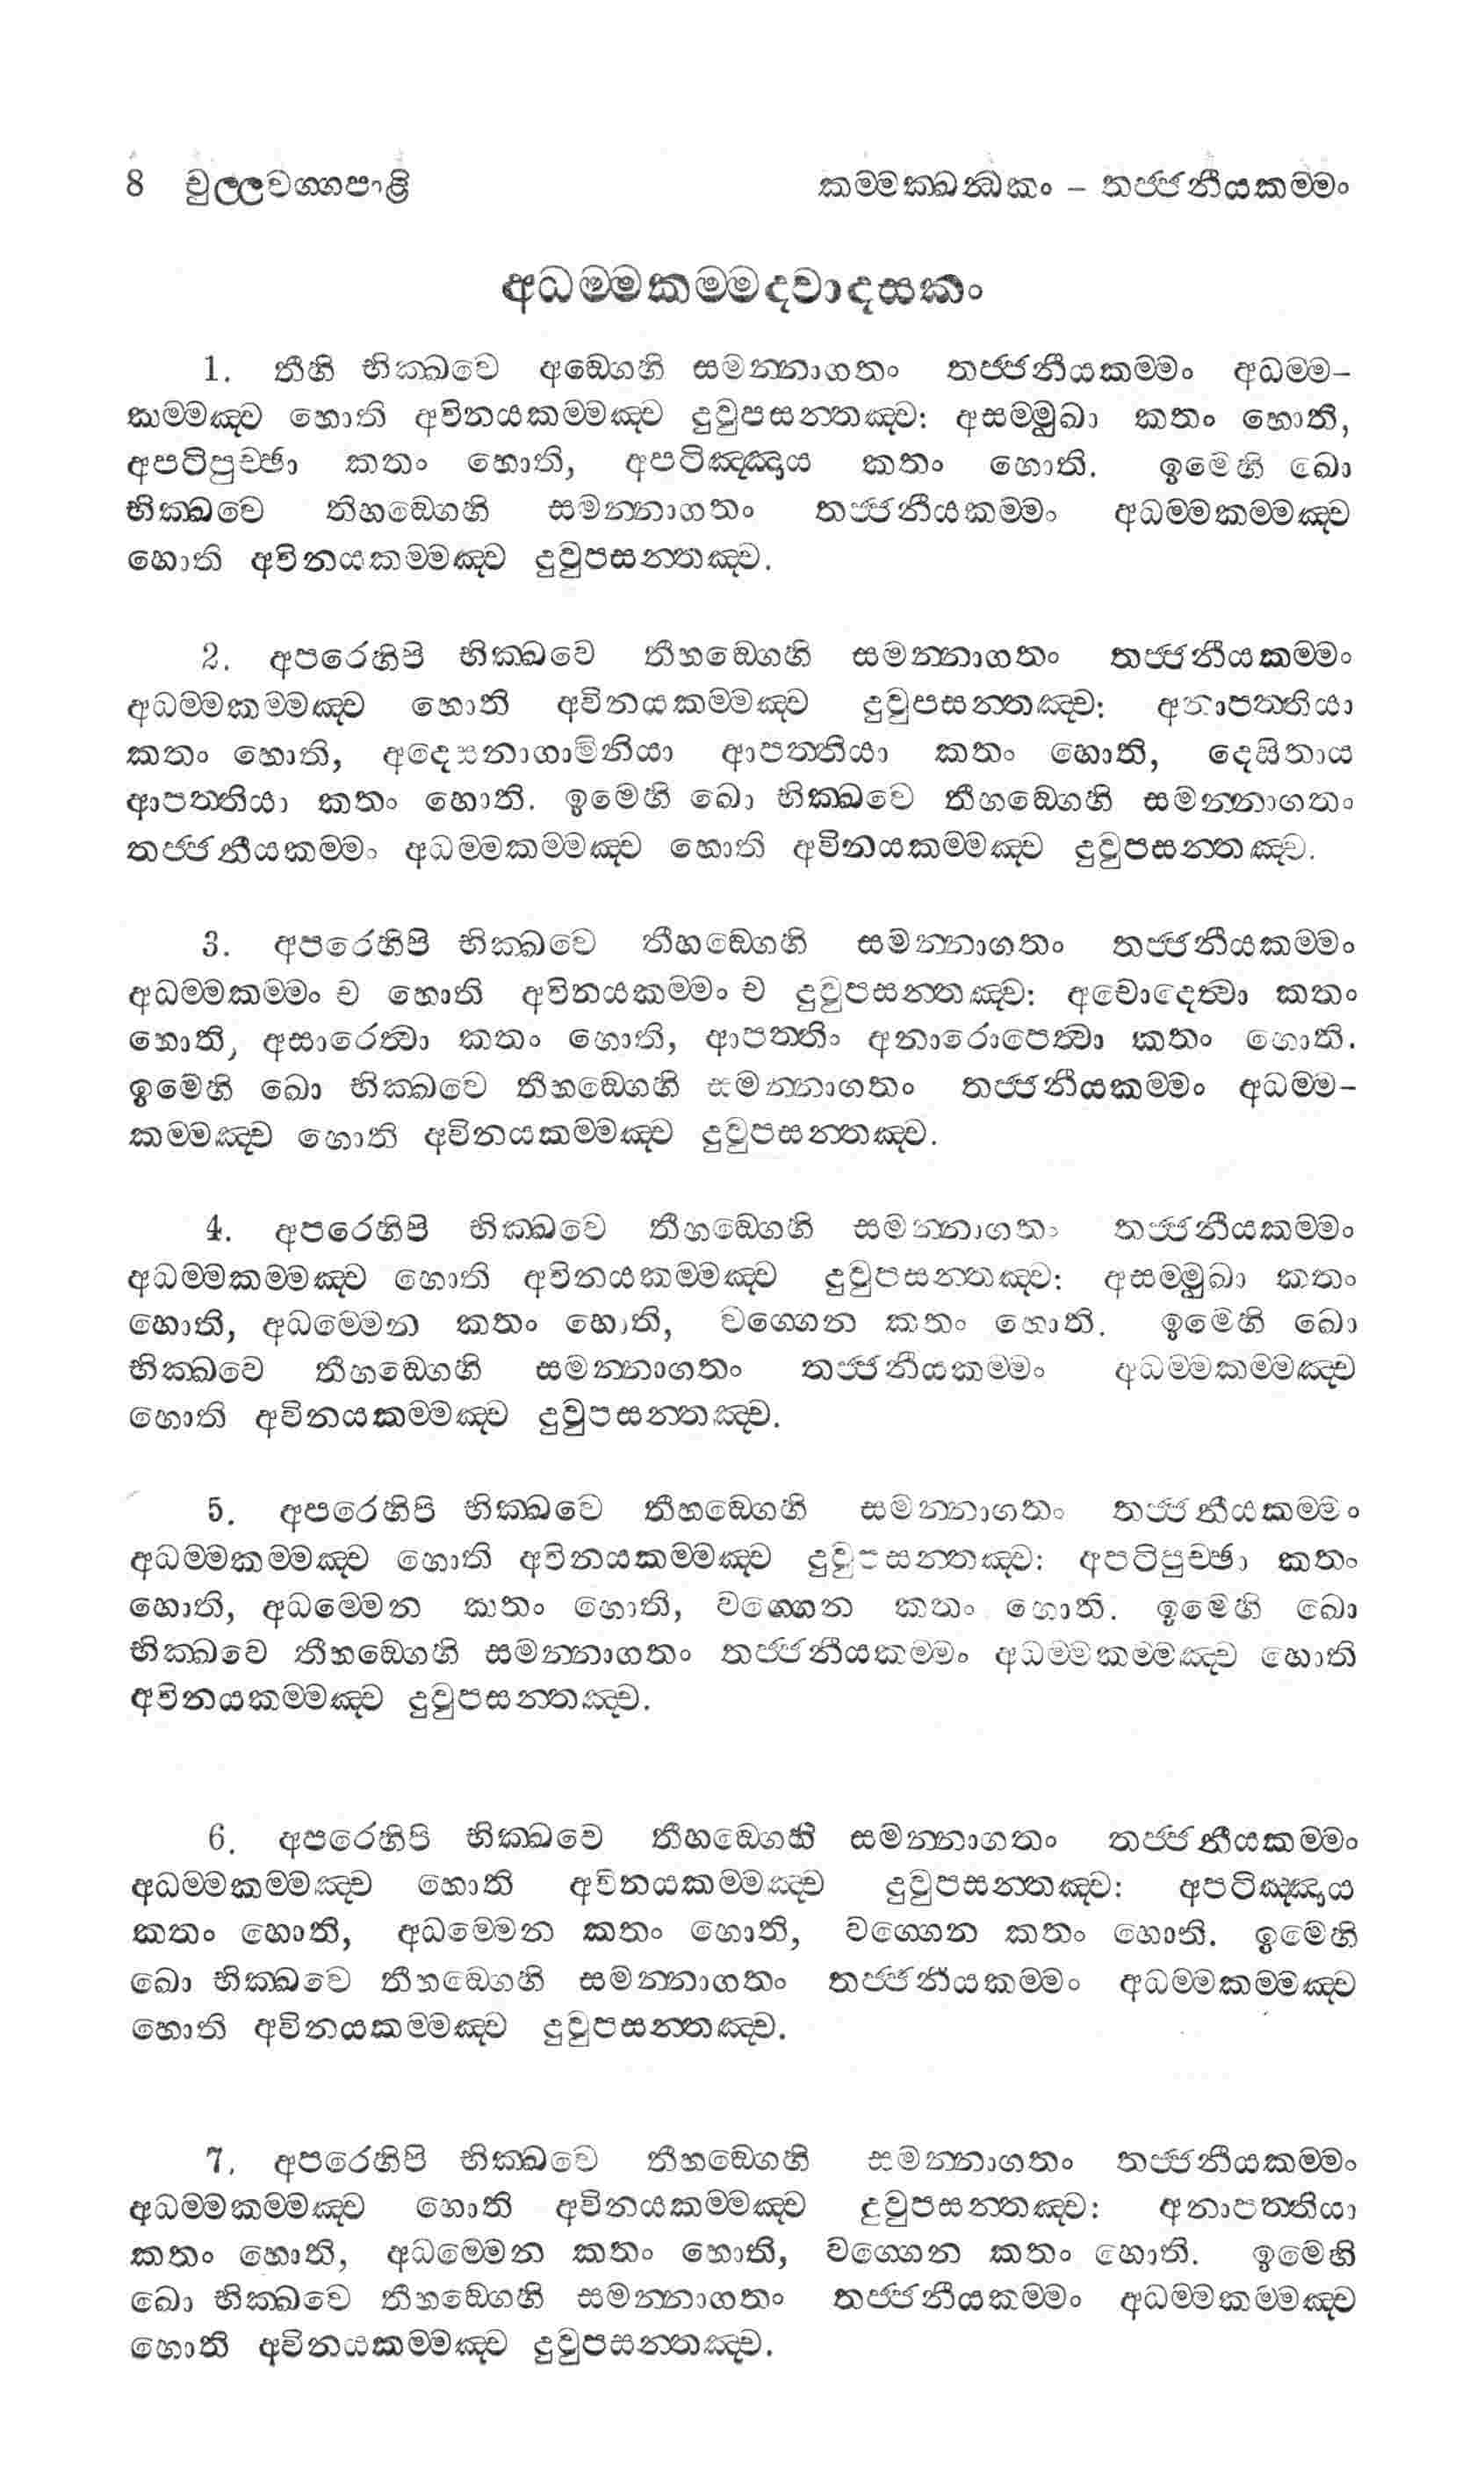 8 චුල්ලවග්ගපාළි කම්මක්ඛන්ධකං – තජ්ජනීයකම්මං
අධම්මකම්මද්වාදසකං
1. තීහි භික්ඛවෙ අඞ්ගෙහි සමන්නාගතං තජ්ජනීයකම්මං අධම්ම-
කම්මඤ්ච හොති අවිනයකම්මඤ්ච දුවූපසන්තඤ්ච: අසම්මුඛා කතං හොති,
අපටිපුච්ඡා කතං හොති, අපටිඤ්ඤාය කතං හොති. ඉමෙහි ඛො
භික්ඛවෙ තිහඞ්ගෙහි සමන්නාගතං තජ්ජනීයකම්මං අධම්මකම්මඤ්ච
හොති අවිනයකම්මඤ්ච දුවූපසන්තඤ්ච.
2. අපරෙහිපි භික්ඛවෙ තීහඞ්ගෙහි සමන්නාගතං තජ්ජනීයකම්මං
අධම්මකම්මඤ්ච හොති අවිනයකම්මඤ්ච දුවූපසන්තඤ්ච: අනාපත්තියා
කතං හොති, අදෙසනාගාමිනියා ආපත්තියා කතං හොති, දෙසිතාය
ආපත්තියා කතං හොති. ඉමෙහි ඛො භික්ඛවෙ තීහඞ්ගෙහි සමන්නාගතං
තජ්ජනීයකම්මං අධම්මකම්මඤ්ච හොති අවිනයකම්මඤ්ච දුවූපසන්තඤ්ච.
3. අපරෙහිපි භික්ඛවෙ තීහඞ්ගෙහි සමන්නාගතං තජ්ජනීයකම්මං
අධම්මකම්මං ච හොති අවිනයකම්මං ච දුවූපසන්තඤ්ච: අචොදෙත්වා කතං
හොති, අසාරෙත්වා කතං හොති, ආපත්තිං අනාරොපෙත්වා කතං හොති.
ඉමෙහි ඛො භික්ඛවෙ තීහඞ්ගෙහි සමන්නාගතං තජ්ජනීයකම්මං අධම්ම-
කම්මඤ්ච හොති අවිනයකම්මඤ්ච දුවූපසන්තඤ්ච.
4. අපරෙහිපි භික්ඛවෙ තීහඞ්ගෙහි සමන්නාගතං තජ්ජනීයකම්මං
අධම්මකම්මඤ්ච හොති අවිනයකම්මඤ්ච දුවූපසන්තඤ්ච: අසම්මුඛා කතං
හොති, අධම්මෙන කතං හොති, වග්ගෙන කතං හොති. ඉමෙහි ඛො
භික්ඛවෙ තීහඞ්ගෙහි සමන්නාගතං තජ්ජනීයකම්මං අධම්මකම්මඤ්ච
හොති අවිනයකම්මඤ්ච දුවූපසන්තඤ්ච.
5. අපරෙහිපි භික්ඛවෙ තීහඞ්ගෙහි සමන්නාගතං තජ්ජනීයකම්මං
අධම්මකම්මඤ්ච හොති අවිනයකම්මඤ්ච දුවූපසන්තඤ්ච: අපටිපුච්ඡා කතං
හොති, අධම්මෙන කතං හොති, වග්ගෙන කතං හොති. ඉමෙහි ඛො
භික්ඛවෙ තීහඞ්ගෙහි සමන්නාගතං තජ්ජනීයකම්මං අධම්මකම්මඤ්ච හොති
අවිනයකම්මඤ්ච දුවූපසන්තඤ්ච.
6. අපරෙහිපි භික්ඛවෙ තීහඞ්ගෙහි සමන්නාගතං තජ්ජනීයකම්මං
අධම්මකම්මඤ්ච හොති අවිනයකම්මඤ්ච දුවූපසන්තඤ්ච: අපටිඤ්ඤාය
කතං හොති, අධම්මෙන කතං හොති, වග්ගෙන කතං හොති. ඉමෙහි
ඛො භික්ඛවෙ තීහඞ්ගෙහි සමන්නාගතං තජ්ජනීයකම්මං අධම්මකම්මඤ්ච
හොති අවිනයකම්මඤ්ච දුවූපසන්තඤ්ච.
7. අපරෙහිපි භික්ඛවෙ තීහඞ්ගෙහි සමන්නාගතං තජ්ජනීයකම්මං
අධම්මකම්මඤ්ච හොති අවිනයකම්මඤ්ච දුවූපසන්තඤ්ච: අනාපත්තියා
කතං හොති, අධම්මෙන කතං හොති, වග්ගෙන කතං හොති. ඉමෙහි
ඛො භික්ඛවෙ තීහඞ්ගෙහි සමන්නාගතං තජ්ජනීයකම්මං අධම්මකම්මඤ්ච
හොති අවිනයකම්මඤ්ච දුවූපසන්තඤ්ච.